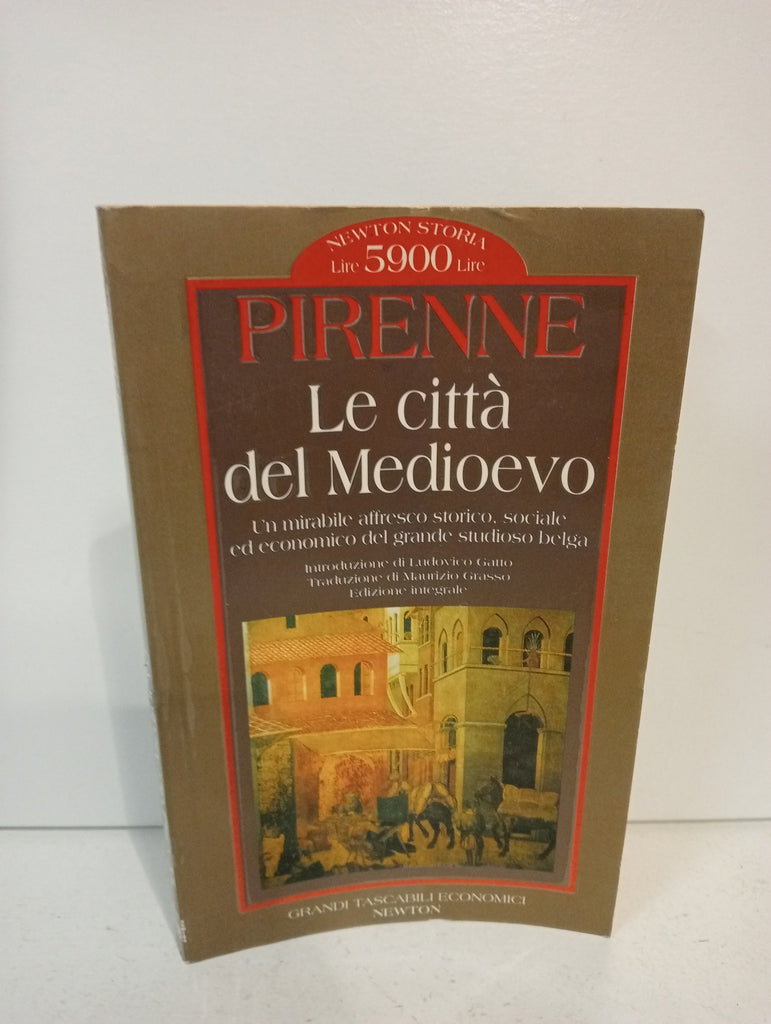 NEWTON STORIA
Lire 5900 Lire
PIRENNE
Le città
del Medioevo
Un mirabile affresco storico, sociale
ed economico del grande studioso belga
Introduzione di Ludovico Gatto
Traduzione di Maurizio Grasso
Edizione integrale
GRANDI TASCABILI ECONOMICI
NEWTON